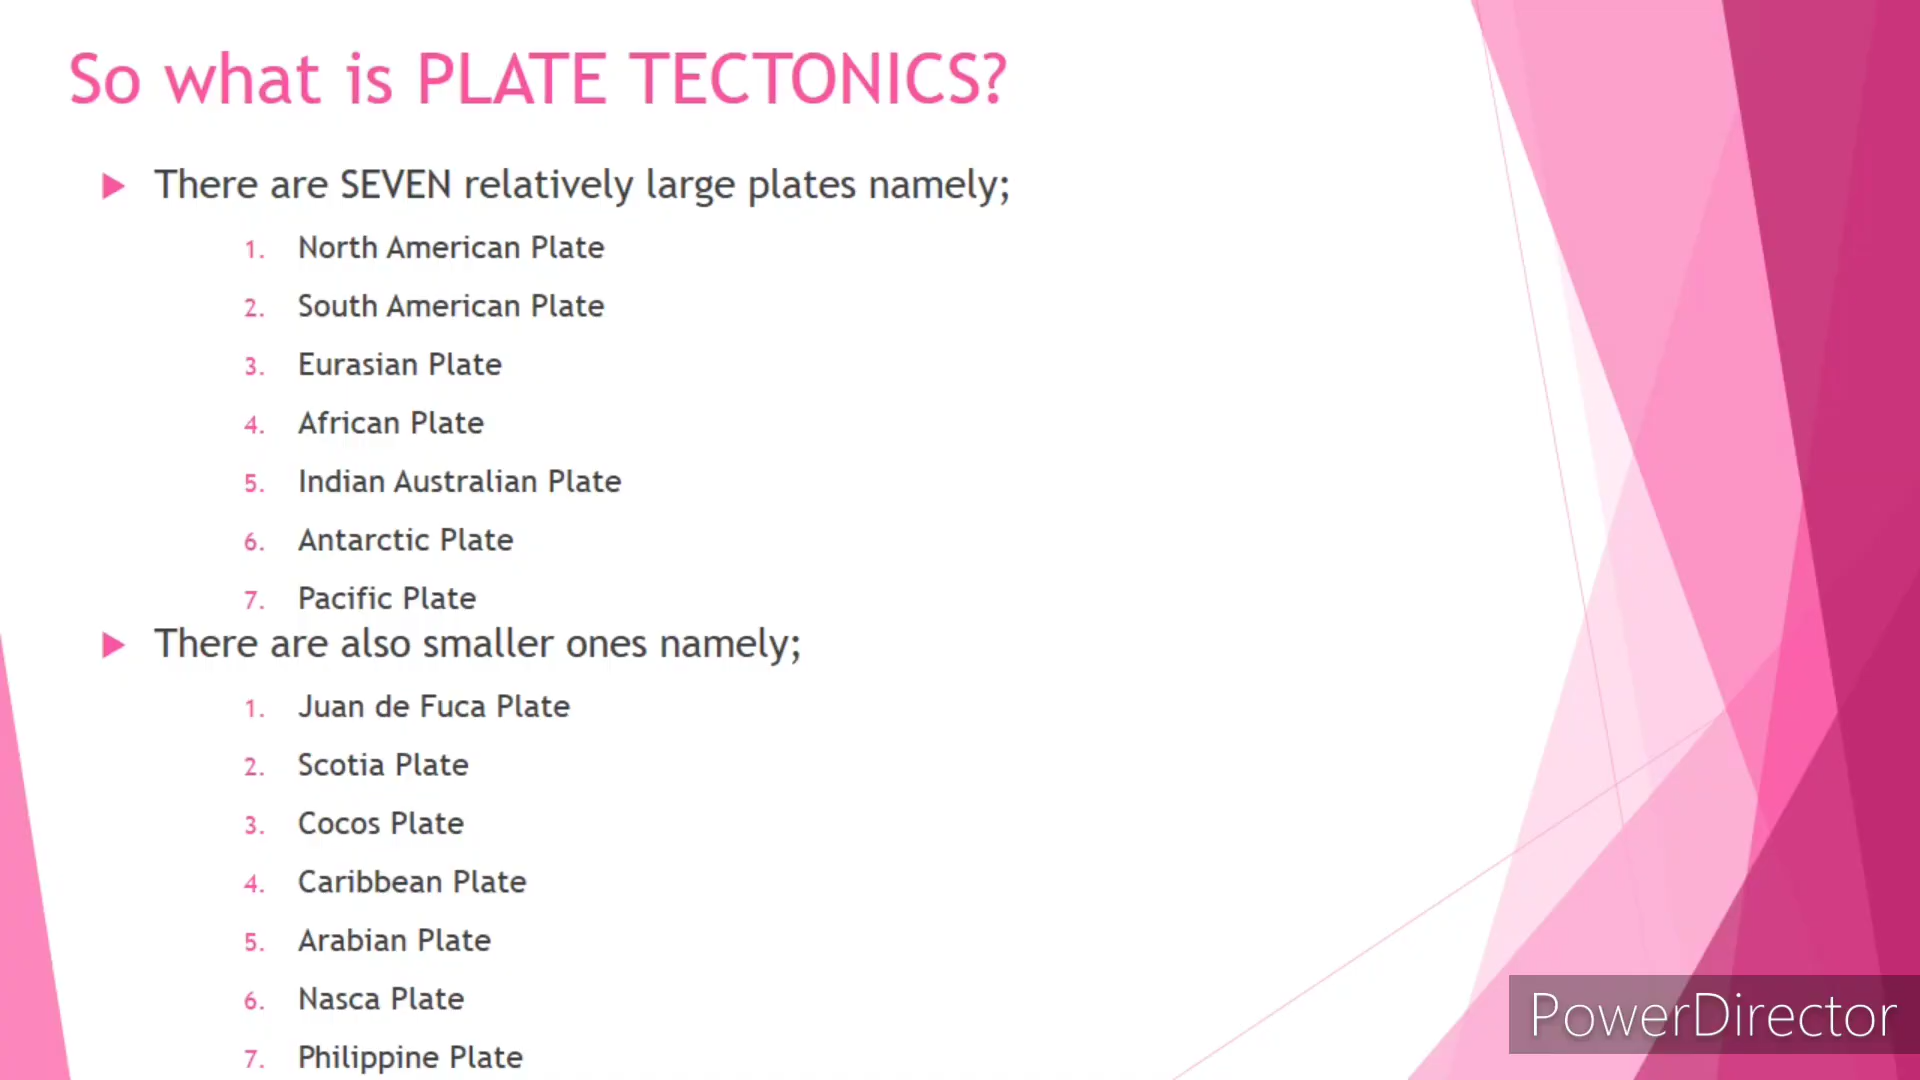 So what is PLATE TECTONICS?
There are SEVEN relatively large plates namely;
1. North American Plate
2. South American Plate
3. Eurasian Plate
4. African Plate
5. Indian Australian Plate
6. Antarctic Plate
7. Pacific Plate
There are also smaller ones namely;
1. Juan de Fuca Plate
2. Scotia Plate
3. Cocos Plate
4. Caribbean Plate
5. Arabian Plate
6. Nasca Plate
7. Philippine Plate
PowerDirector